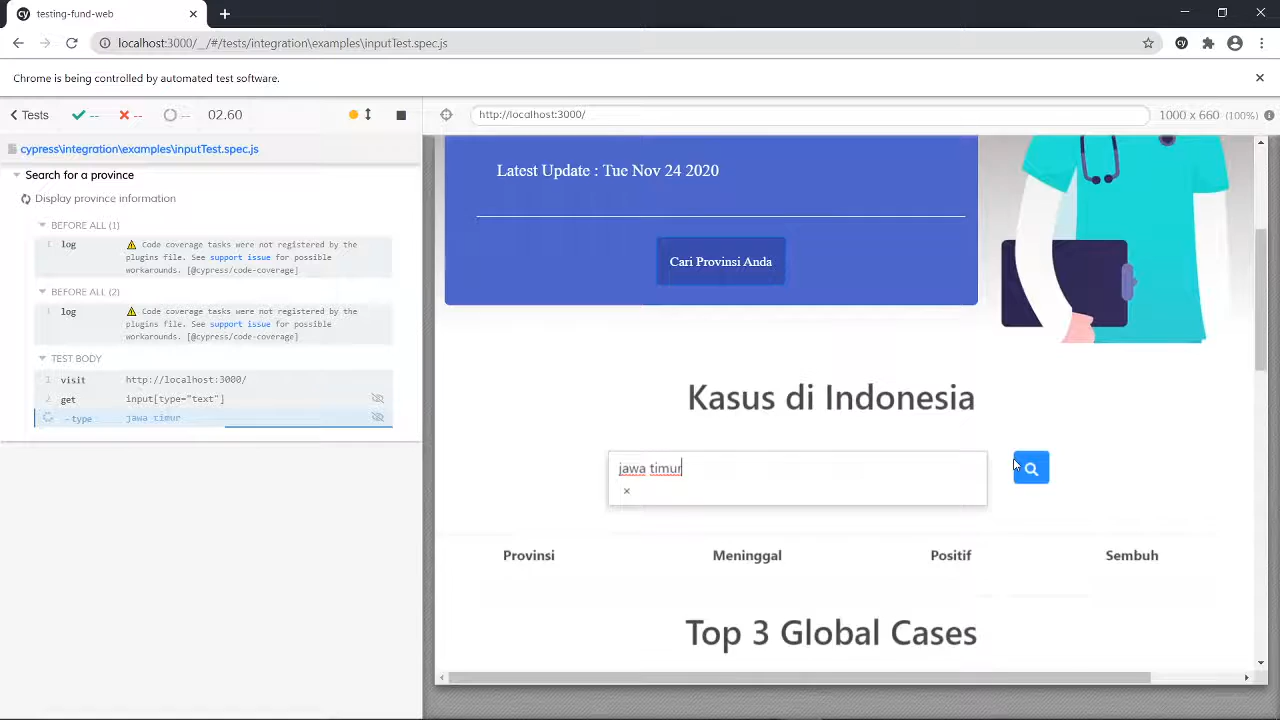 testing-fund-web
localhost:3000/__/#/tests/integration\examples\inputTest.spec.js
Chrome is being controlled by automated test software.
Tests
--
--
--
02.60
http://localhost:3000/
1000 x 660 (100%)
cypress\integration\examples\inputTest.spec.js
Search for a province
Display province information
BEFORE ALL (1)
1 log Code coverage tasks were not registered by the
plugins file. See support issue for possible
workarounds. [@cypress/code-coverage]
BEFORE ALL (2)
1 log Code coverage tasks were not registered by the
plugins file. See support issue for possible
workarounds. [@cypress/code-coverage]
TEST BODY
1 visit http://localhost:3000/
2 get input[type="text"]
-type jawa timur
Latest Update : Tue Nov 24 2020
Cari Provinsi Anda
Kasus di Indonesia
jawa timur
×
Provinsi Meninggal Positif Sembuh
Top 3 Global Cases